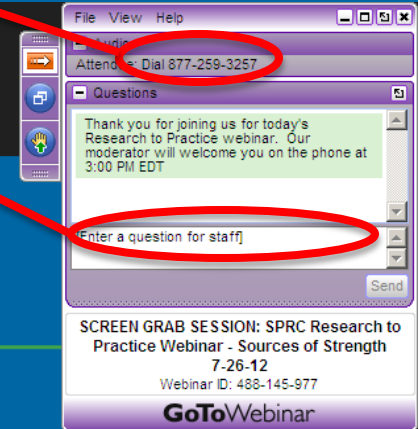 File View Help
Audio
Attendee: Dial 877-259-3257
Questions
Thank you for joining us for today's
Research to Practice webinar. Our
moderator will welcome you on the phone at
3:00 PM EDT
[Enter a question for staff]
Send
SCREEN GRAB SESSION: SPRC Research to
Practice Webinar - Sources of Strength
7-26-12
Webinar ID: 488-145-977
GoToWebinar